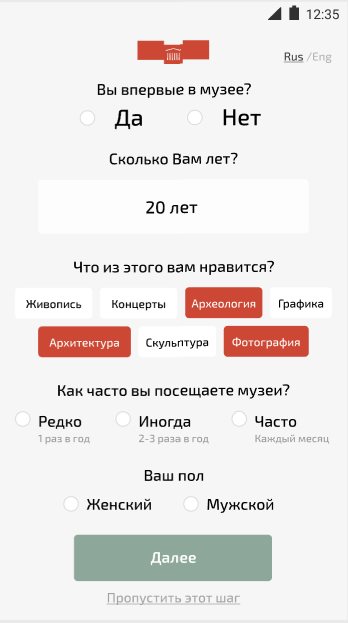 12:35
Rus /Eng
Вы впервые в музее?
Да Нет
Сколько Вам лет?
20 лет
Что из этого вам нравится?
Живопись Концерты Археология Графика
Архитектура Скульптура Фотография
Как часто вы посещаете музеи?
Редко Иногда Часто
1 раз в год 2-3 раза в год Каждый месяц
Ваш пол
Женский Мужской
Далее
Пропустить этот шаг